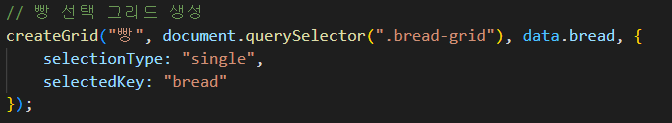 // 빵 선택 그리드 생성
createGrid("빵", document.querySelector(".bread-grid"), data.bread, {
    selectionType: "single",
    selectedKey: "bread"
});